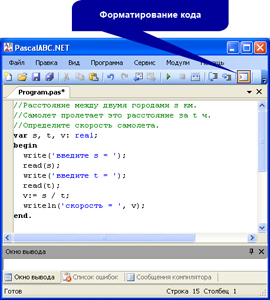 Форматирование кода
PascalABC.NET
Файл Правка Вид Программа Сервис Модули Помощь
Program.pas*
//Расстояние между двумя городами s км.
//Самолет пролетает это расстояние за t ч.
//Определите скорость самолета.
var s, t, v: real;
begin
write('введите s = ');
read(s);
write('введите t = ');
read(t);
v:= s / t;
writeln('скорость = ', v);
end.
Окно вывода
Окно вывода Список ошибок Сообщения компилятора
Готов Строка 15 Столбец 1